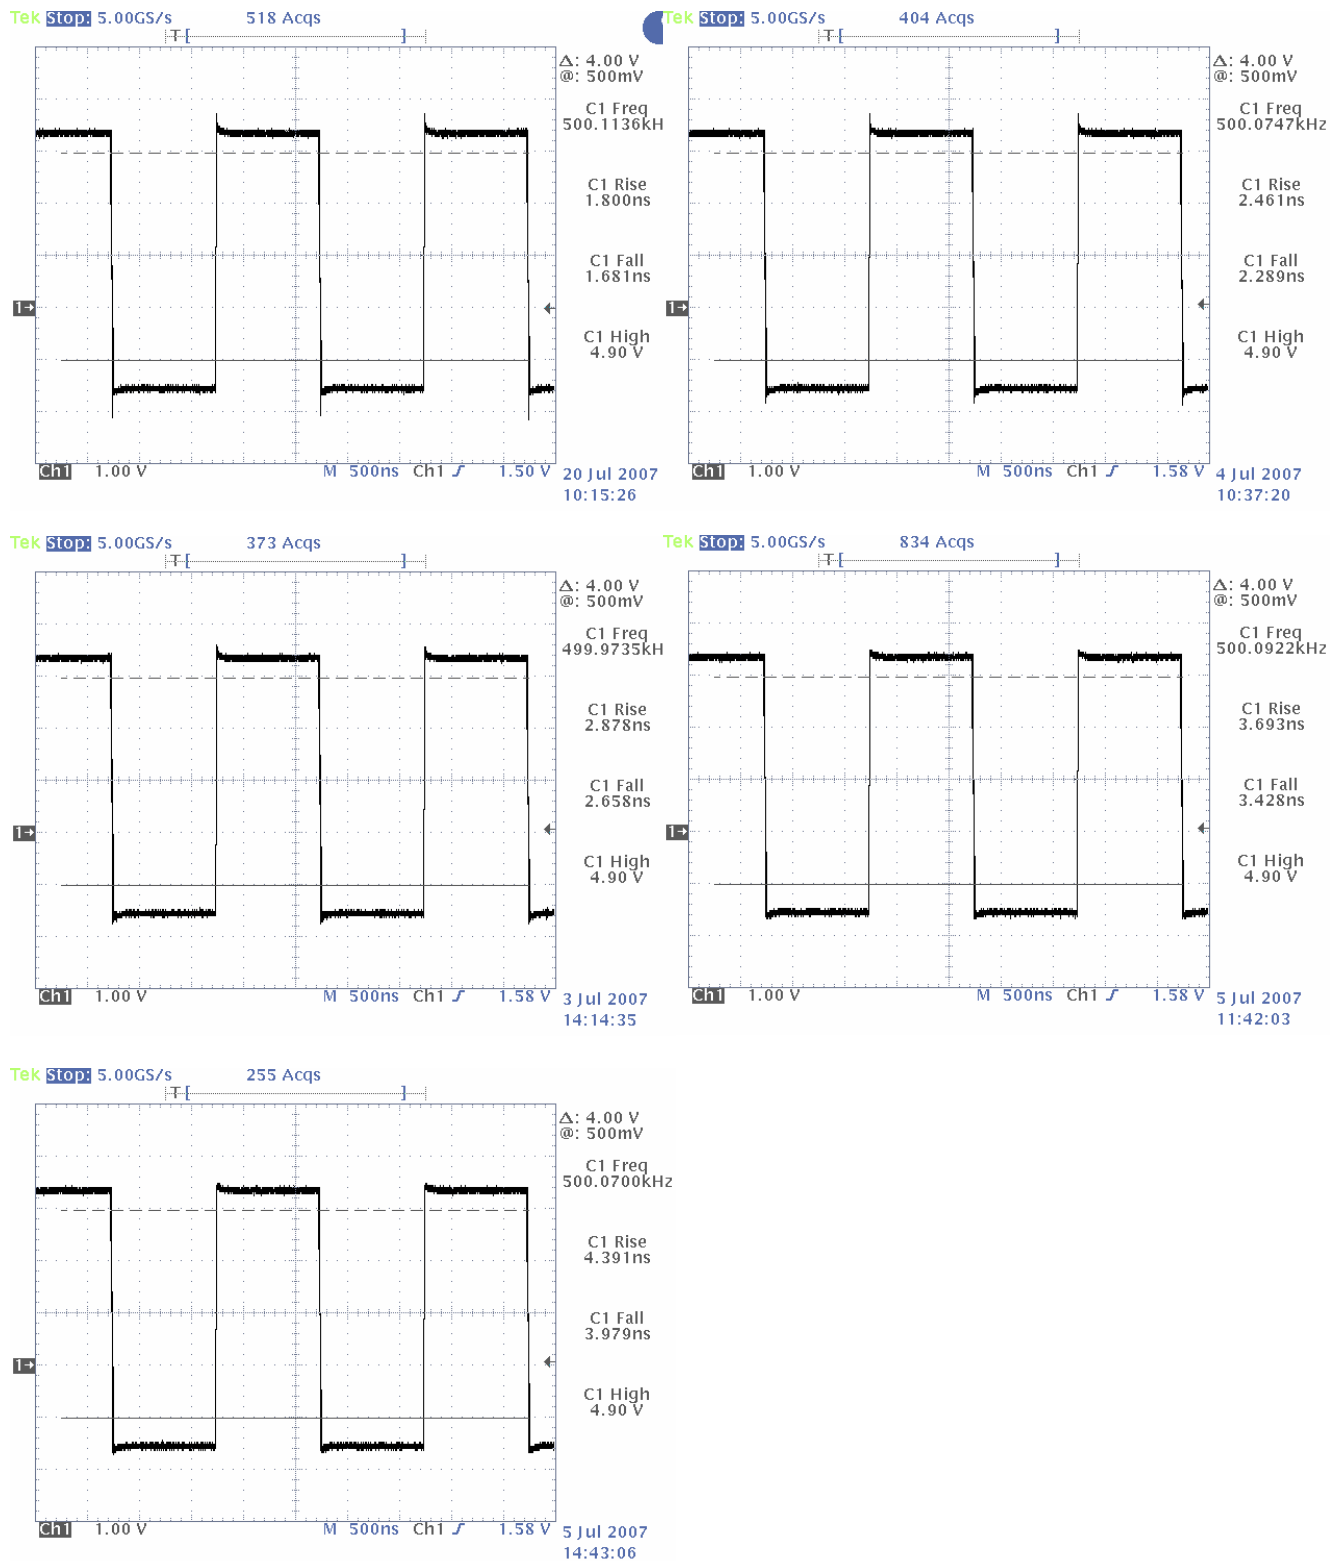 Tek Stop: 5.00GS/s 518 Acqs
T
Δ: 4.00 V
@: 500mV
C1 Freq
500.1136kH
C1 Rise
1.800ns
C1 Fall
1.681ns
C1 High
4.90 V
1
Ch1 1.00 V M 500ns Ch1 1.50 V
20 Jul 2007
10:15:26
Tek Stop: 5.00GS/s 404 Acqs
T
Δ: 4.00 V
@: 500mV
C1 Freq
500.0747kHz
C1 Rise
2.461ns
C1 Fall
2.289ns
C1 High
4.90 V
1
Ch1 1.00 V M 500ns Ch1 1.58 V
4 Jul 2007
10:37:20
Tek Stop: 5.00GS/s 373 Acqs
T
Δ: 4.00 V
@: 500mV
C1 Freq
499.9735kH
C1 Rise
2.878ns
C1 Fall
2.658ns
C1 High
4.90 V
1
Ch1 1.00 V M 500ns Ch1 1.58 V
3 Jul 2007
14:14:35
Tek Stop: 5.00GS/s 834 Acqs
T
Δ: 4.00 V
@: 500mV
C1 Freq
500.0922kHz
C1 Rise
3.693ns
C1 Fall
3.428ns
C1 High
4.90 V
1
Ch1 1.00 V M 500ns Ch1 1.58 V
5 Jul 2007
11:42:03
Tek Stop: 5.00GS/s 255 Acqs
T
Δ: 4.00 V
@: 500mV
C1 Freq
500.0700kHz
C1 Rise
4.391ns
C1 Fall
3.979ns
C1 High
4.90 V
1
Ch1 1.00 V M 500ns Ch1 1.58 V
5 Jul 2007
14:43:06